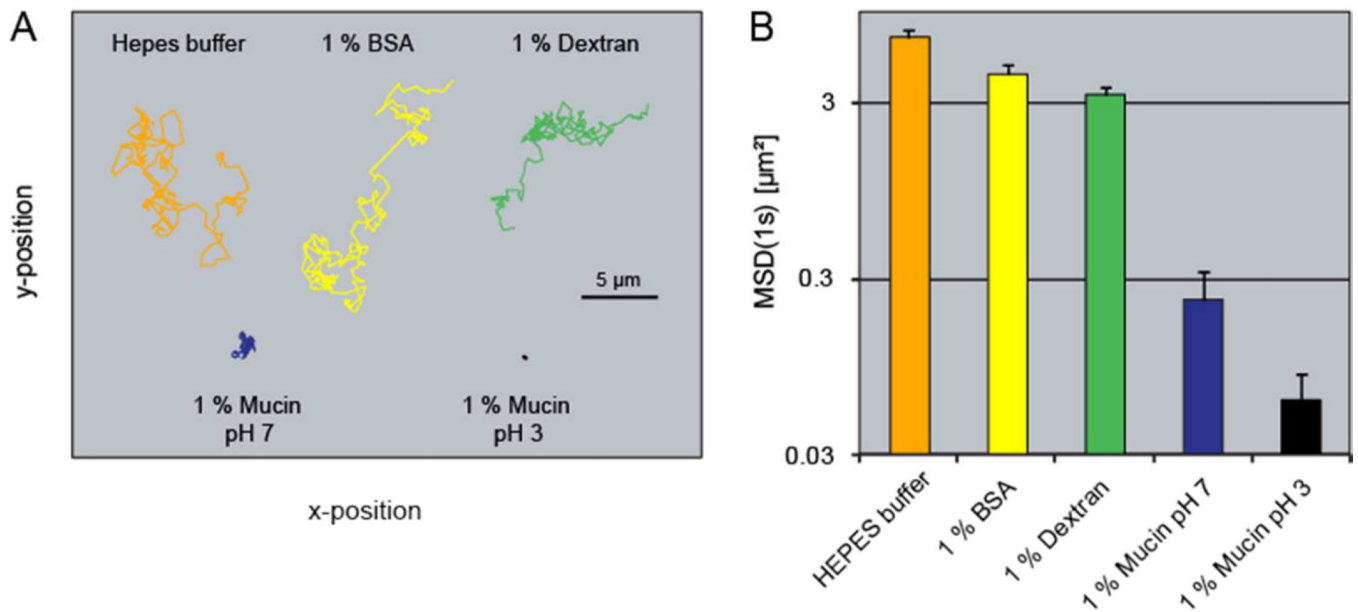 A
Hepes buffer
1 % BSA
1 % Dextran
y-position
5 µm
1 % Mucin
pH 7
1 % Mucin
pH 3
x-position
B
MSD(1s) [µm²]
3
0.3
0.03
HEPES buffer
1 % BSA
1 % Dextran
1 % Mucin pH 7
1 % Mucin pH 3